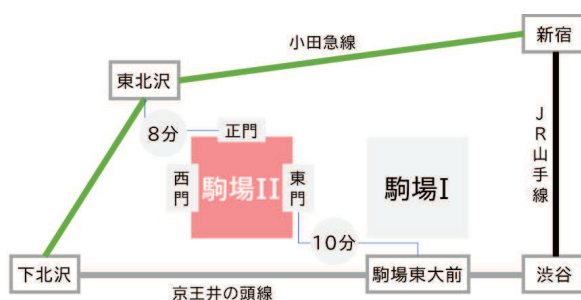 新宿
小田急線
東北沢
8分
正門
JR山手線
西門
駒場II
東門
駒場I
10分
下北沢
駒場東大前
渋谷
京王井の頭線